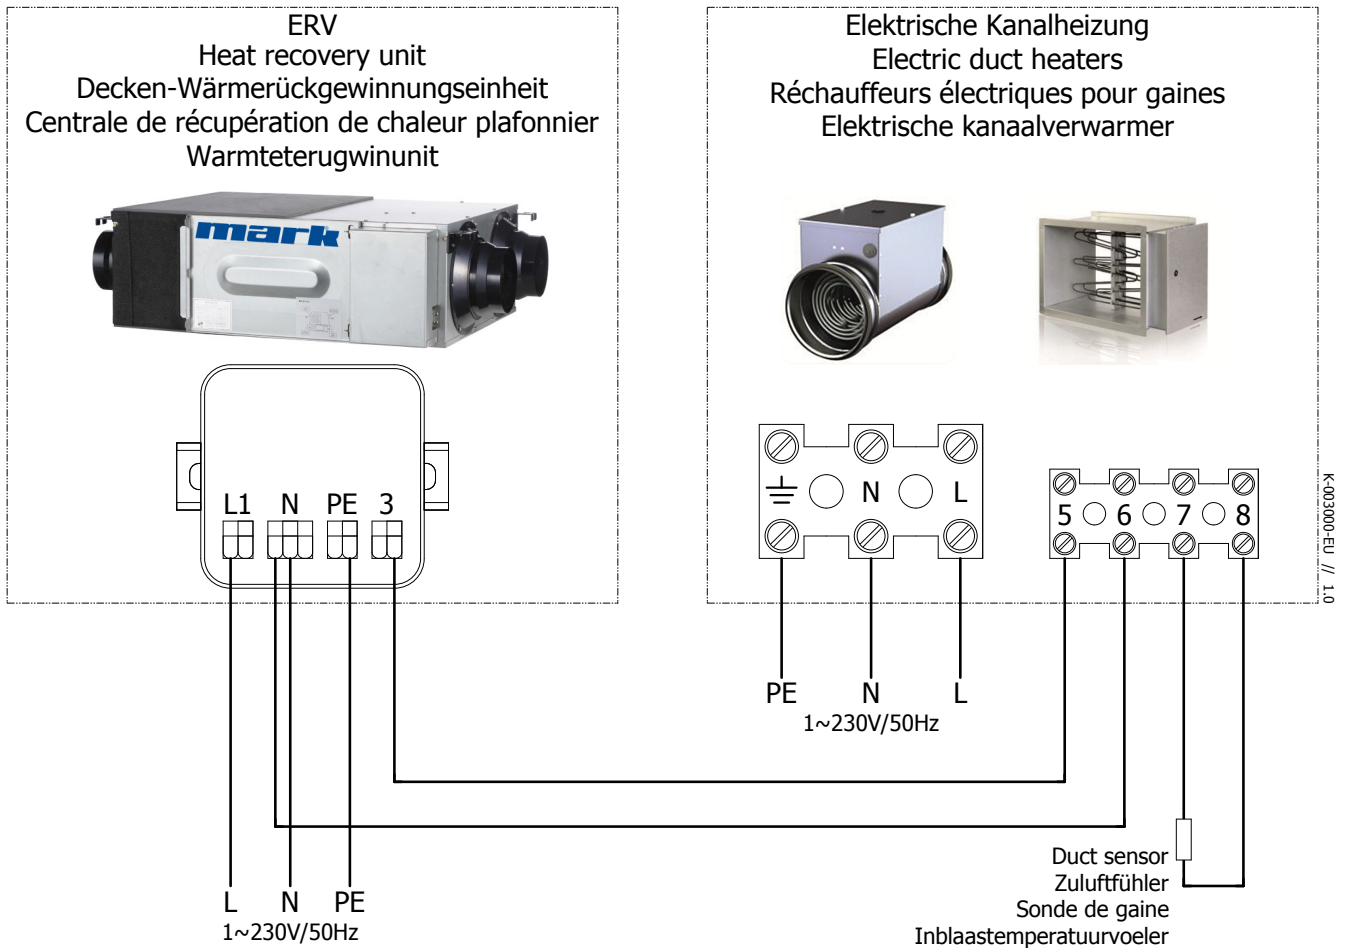 ERV
Heat recovery unit
Decken-Wärmerückgewinnungseinheit
Centrale de récupération de chaleur plafonnier
Warmteterugwinunit
mark
L1 N PE 3
L N PE
1~230V/50Hz
Elektrische Kanalheizung
Electric duct heaters
Réchauffeurs électriques pour gaines
Elektrische kanaalverwarmer
N L
5 6 7 8
PE N L
1~230V/50Hz
Duct sensor
Zuluftfühler
Sonde de gaine
Inblaastemperatuurvoeler
K-003000-EU // 1.0